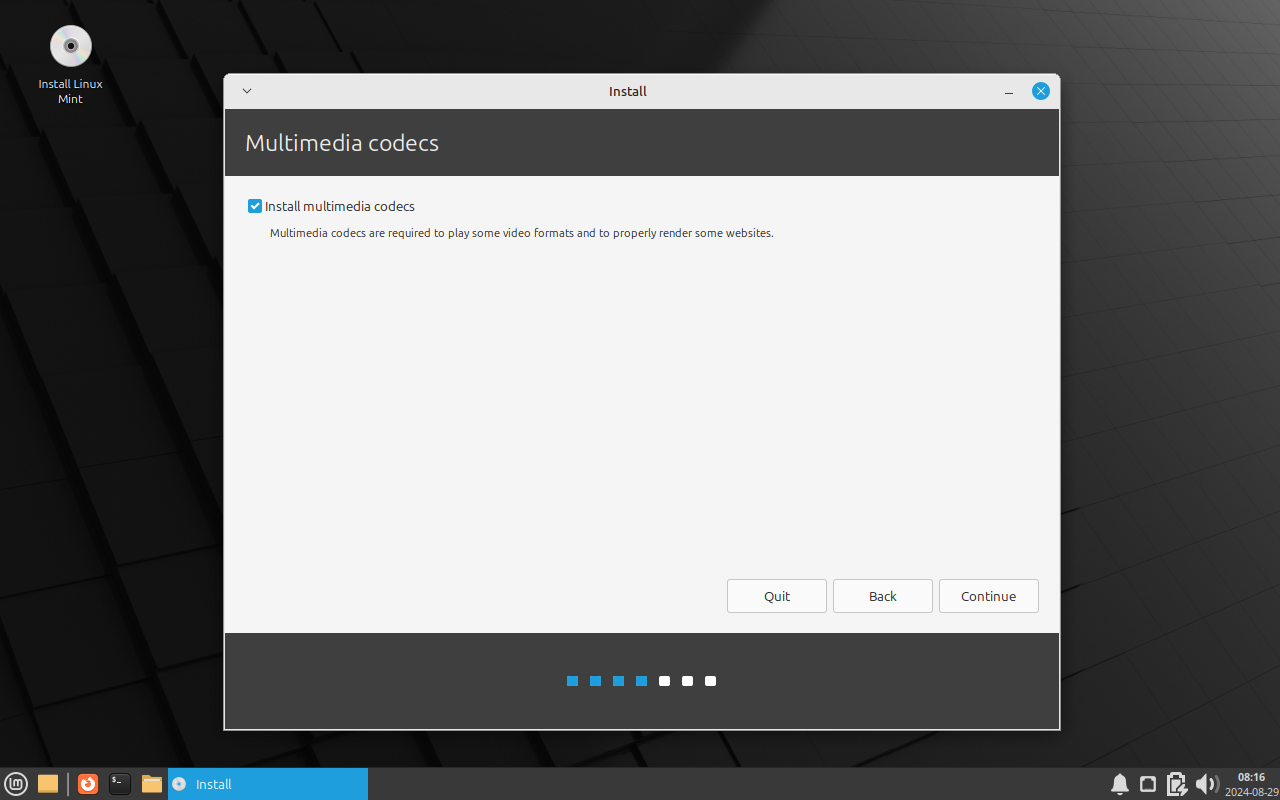 Install Linux
Mint
Install
Multimedia codecs
Install multimedia codecs
Multimedia codecs are required to play some video formats and to properly render some websites.
Quit
Back
Continue
$_
Install
08:16
2024-08-29